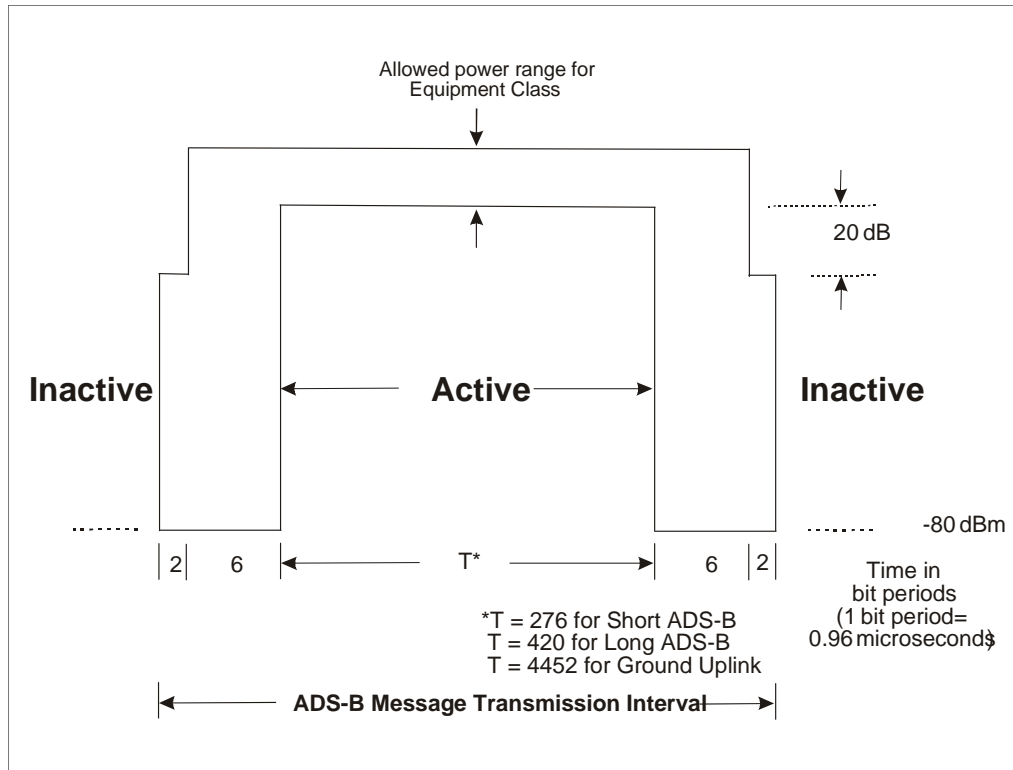 Allowed power range for
Equipment Class
20 dB
Inactive
Active
Inactive
-80 dBm
2
6
T*
6
2
Time in
bit periods
(1 bit period=
0.96 microseconds)
*T = 276 for Short ADS-B
T = 420 for Long ADS-B
T = 4452 for Ground Uplink
ADS-B Message Transmission Interval